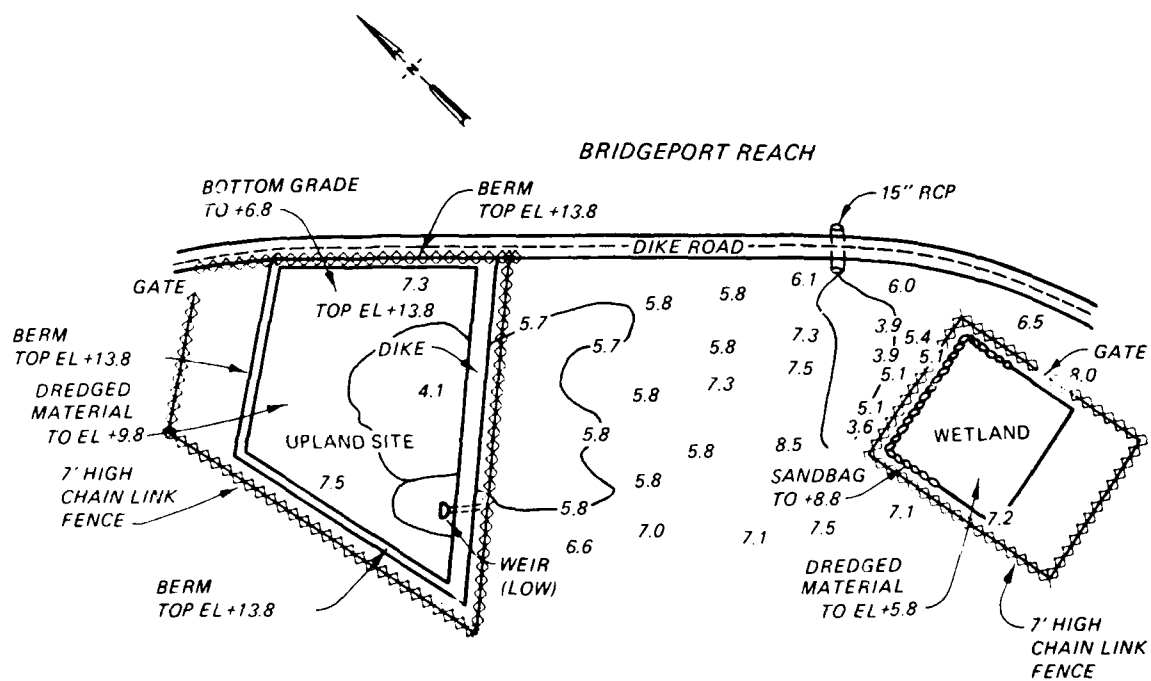 N
BRIDGEPORT REACH
BOTTOM GRADE
TO +6.8
BERM
TOP EL +13.8
15" RCP
DIKE ROAD
GATE
7.3
TOP EL +13.8
5.8
5.8
6.1
6.0
6.5
5.7
5.7
5.8
7.3
3.9
5.4
GATE
BERM
TOP EL +13.8
DIKE
3.9
5.1
7.5
5.1
8.0
DREDGED
MATERIAL
TO EL +9.8
4.1
5.8
7.3
5.1
3.6
UPLAND SITE
5.8
5.8
8.5
WETLAND
7.5
5.8
SANDBAG
TO +8.8
7' HIGH
CHAIN LINK
FENCE
5.8
7.1
7.2
6.6
7.0
7.1
7.5
WEIR
(LOW)
BERM
TOP EL +13.8
DREDGED
MATERIAL
TO EL +5.8
7' HIGH
CHAIN LINK
FENCE